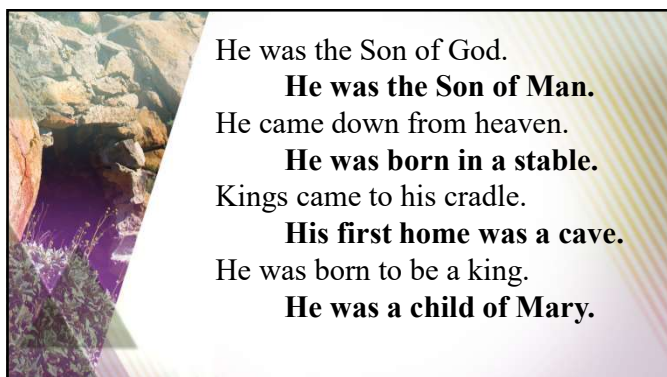 He was the Son of God.
He was the Son of Man.
He came down from heaven.
He was born in a stable.
Kings came to his cradle.
His first home was a cave.
He was born to be a king.
He was a child of Mary.